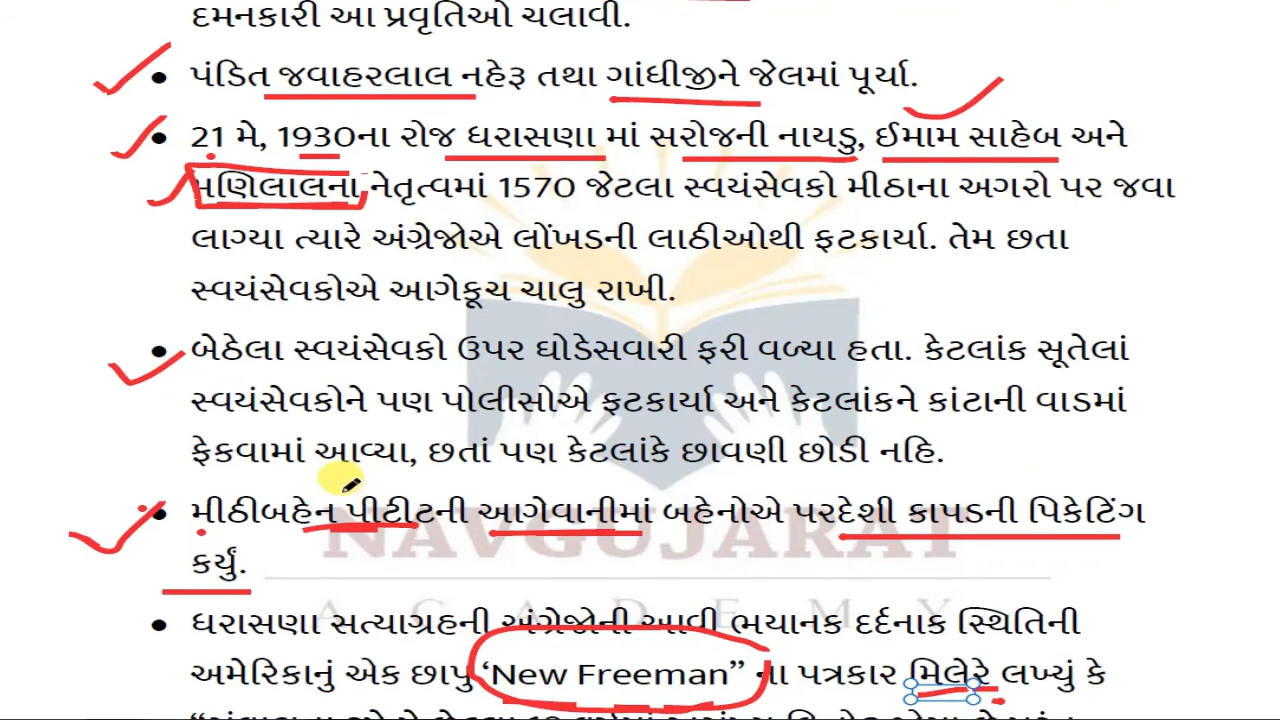 દમનકારી આ પ્રવૃતિઓ ચલાવી.
• પંડિત જવાહરલાલ નહેરૂ તથા ગાંધીજીને જેલમાં પૂર્યા.
• 21 મે, 1930ના રોજ ધરાસણા માં સરોજની નાયડુ, ઈમામ સાહેબ અને
મણિલાલના નેતૃત્વમાં 1570 જેટલા સ્વયંસેવકો મીઠાના અગરો પર જવા
લાગ્યા ત્યારે અંગ્રેજોએ લોંખડની લાઠીઓથી ફટકાર્યા. તેમ છતા
સ્વયંસેવકોએ આગેકૂચ ચાલુ રાખી.
• બેઠેલા સ્વયંસેવકો ઉપર ઘોડેસવારી ફરી વળ્યા હતા. કેટલાંક સૂતેલાં
સ્વયંસેવકોને પણ પોલીસોએ ફટકાર્યા અને કેટલાંકને કાંટાની વાડમાં
ફેકવામાં આવ્યા, છતાં પણ કેટલાંકે છાવણી છોડી નહિ.
• મીઠીબહેન પીટીટની આગેવાનીમાં બહેનોએ પરદેશી કાપડની પિકેટિંગ
કર્યું.
NAVGUJARAT
ACADEMY
• ધરાસણા સત્યાગ્રહની અંગ્રેજોની આવી ભયાનક દર્દનાક સ્થિતિની
અમેરિકાનું એક છાપુ ‘New Freeman” ના પત્રકાર મિલેરે લખ્યું કે